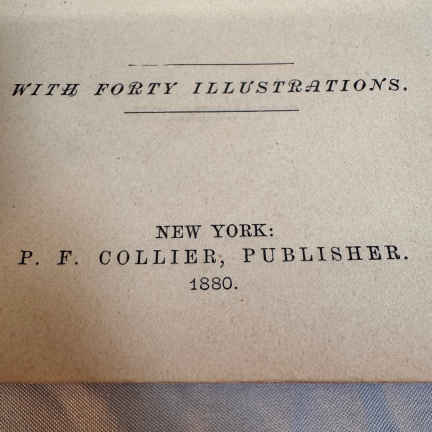 WITH FORTY ILLUSTRATIONS.
NEW YORK:
P. F. COLLIER, PUBLISHER.
1880.